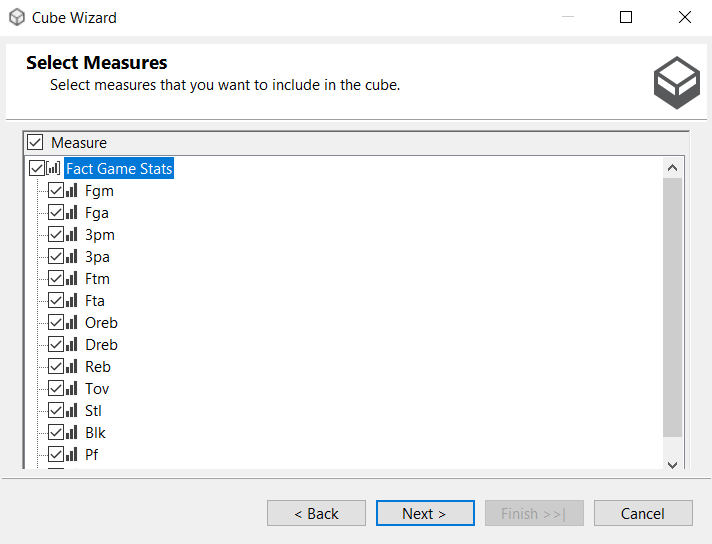 Cube Wizard
Select Measures
Select measures that you want to include in the cube.
Measure
Fact Game Stats
Fgm
Fga
3pm
3pa
Ftm
Fta
Oreb
Dreb
Reb
Tov
Stl
Blk
Pf
< Back
Next >
Finish >>|
Cancel